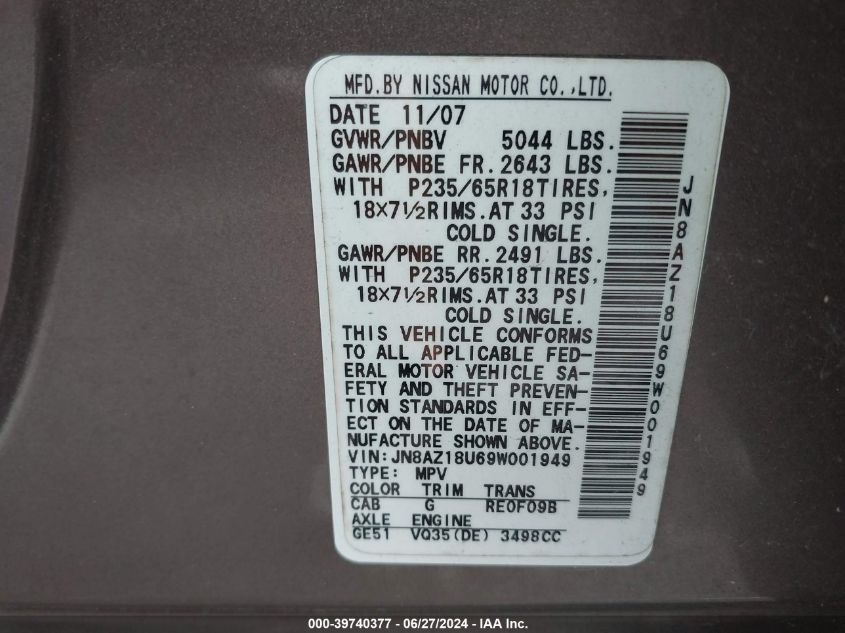 MFD.BY NISSAN MOTOR CO.,LTD.
DATE 11/07
GVWR/PNBV 5044 LBS.
GAWR/PNBE FR. 2643 LBS.
WITH P235/65R18TIRES,
18×7½RIMS.AT 33 PSI
COLD SINGLE.
GAWR/PNBE RR. 2491 LBS.
WITH P235/65R18TIRES,
18×7½RIMS.AT 33 PSI
COLD SINGLE.
THIS VEHICLE CONFORMS
TO ALL APPLICABLE FED-
ERAL MOTOR VEHICLE SA-
FETY AND THEFT PREVEN-
TION STANDARDS IN EFF-
ECT ON THE DATE OF MA-
NUFACTURE SHOWN ABOVE.
VIN:JN8AZ18U69W001949
TYPE: MPV
COLOR TRIM TRANS
CAB G RE0F09B
AXLE ENGINE
GE51 VQ35(DE) 3498CC
JN8AZ18U69W001949
000-39740377 - 06/27/2024 - IAA Inc.